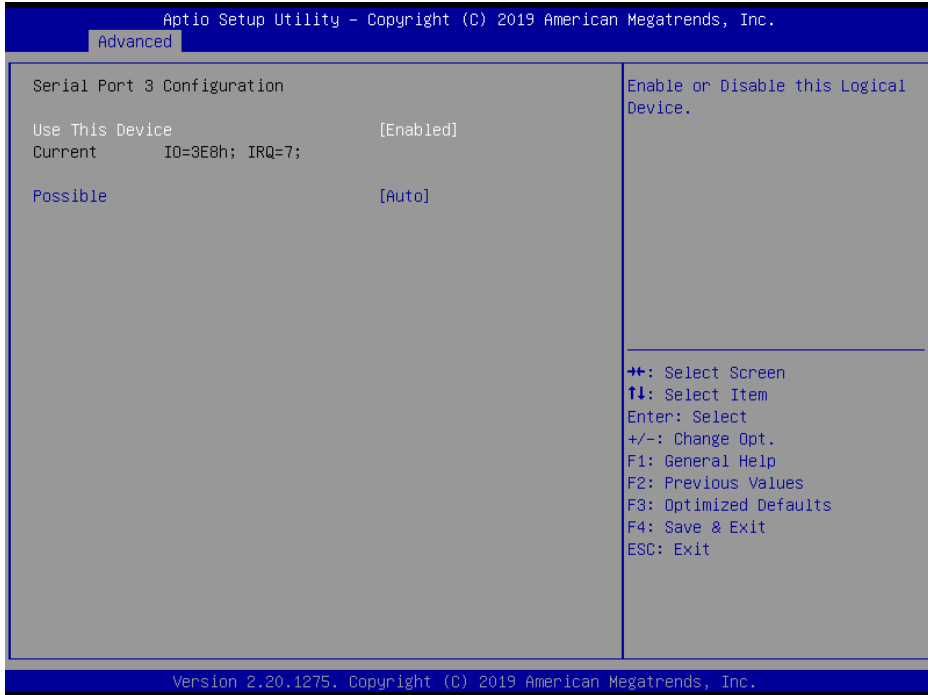 Aptio Setup Utility – Copyright (C) 2019 American Megatrends, Inc.
Advanced
Serial Port 3 Configuration
Use This Device [Enabled]
Current IO=3E8h; IRQ=7;
Possible [Auto]
Enable or Disable this Logical
Device.
→←: Select Screen
↑↓: Select Item
Enter: Select
+/-: Change Opt.
F1: General Help
F2: Previous Values
F3: Optimized Defaults
F4: Save & Exit
ESC: Exit
Version 2.20.1275. Copyright (C) 2019 American Megatrends, Inc.